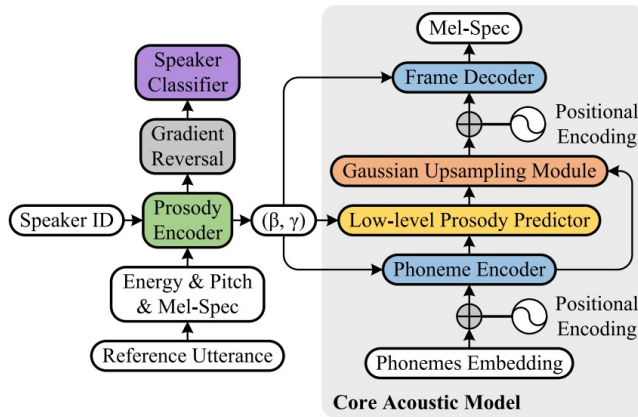 Speaker
Classifier
Gradient
Reversal
Speaker ID
Prosody
Encoder
(β, γ)
Energy & Pitch
& Mel-Spec
Reference Utterance
Mel-Spec
Frame Decoder
Positional
Encoding
Gaussian Upsampling Module
Low-level Prosody Predictor
Phoneme Encoder
Positional
Encoding
Phonemes Embedding
Core Acoustic Model